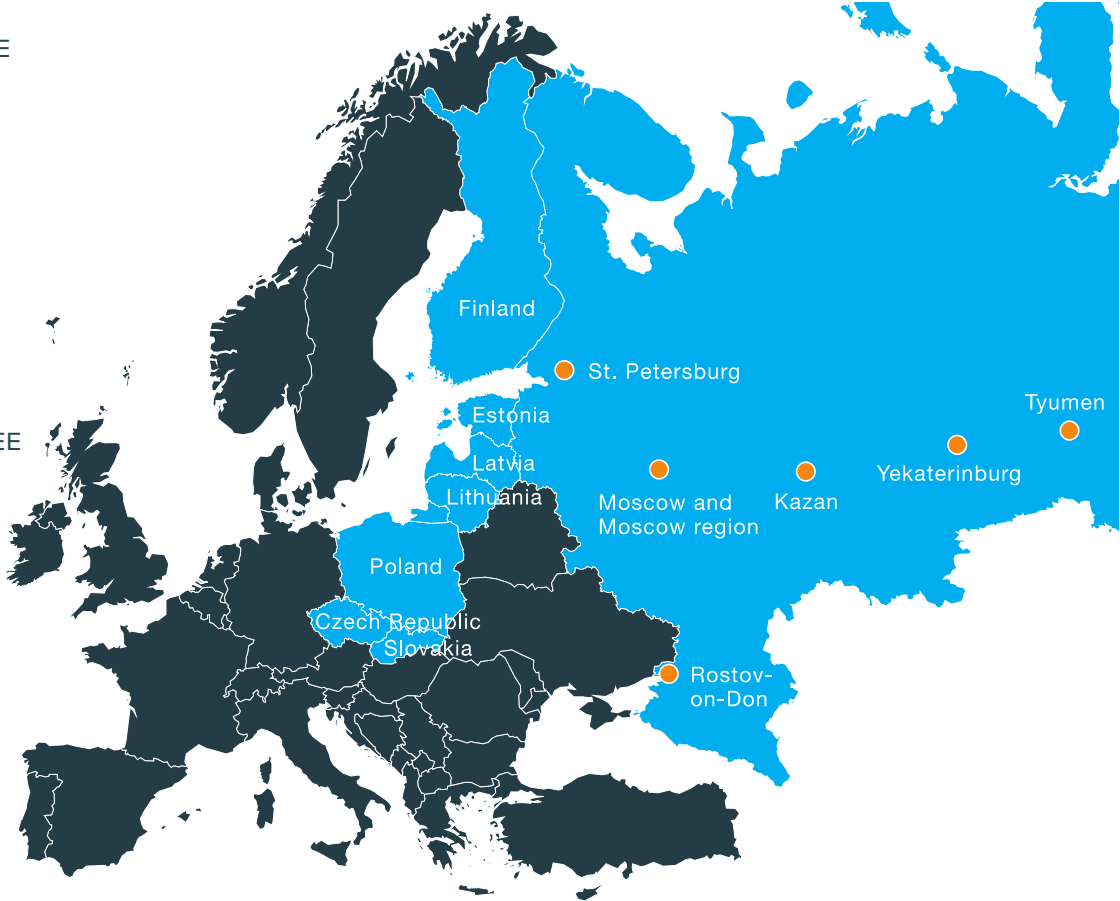 E
Finland
St. Petersburg
Tyumen
Estonia
EE
Latvia
Yekaterinburg
Lithuania
Moscow and
Moscow region
Kazan
Poland
Czech Republic
Slovakia
Rostov-
on-Don